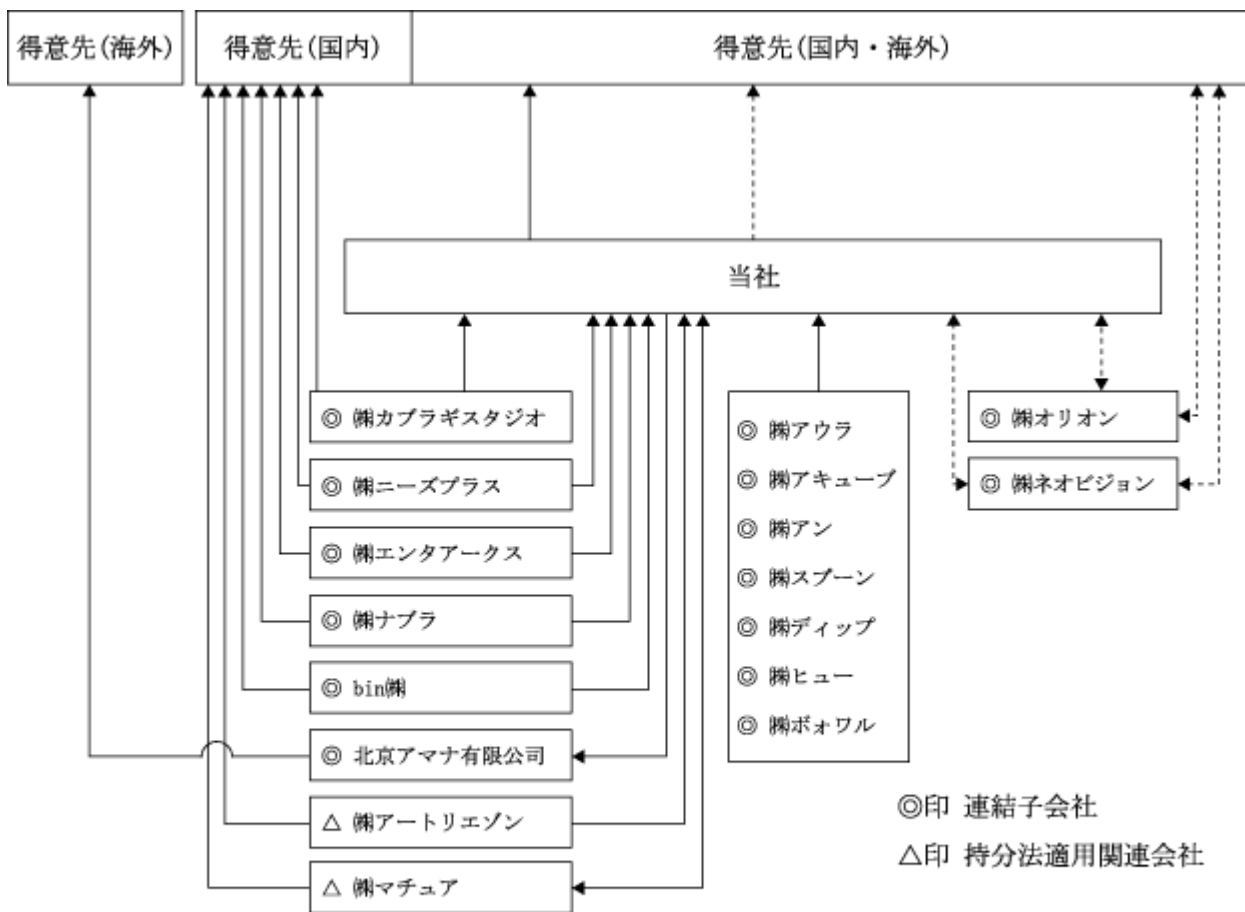 得意先(海外)
得意先(国内)
得意先(国内・海外)
当社
◎ ㈱カブラギスタジオ
◎ ㈱ニーズプラス
◎ ㈱エンタアークス
◎ ㈱ナブラ
◎ bin㈱
◎ 北京アマナ有限公司
△ ㈱アートリエゾン
△ ㈱マチュア
◎ ㈱アウラ
◎ ㈱アキューブ
◎ ㈱アン
◎ ㈱スプーン
◎ ㈱ディップ
◎ ㈱ヒュー
◎ ㈱ボォワル
◎ ㈱オリオン
◎ ㈱ネオビジョン
◎印 連結子会社
△印 持分法適用関連会社